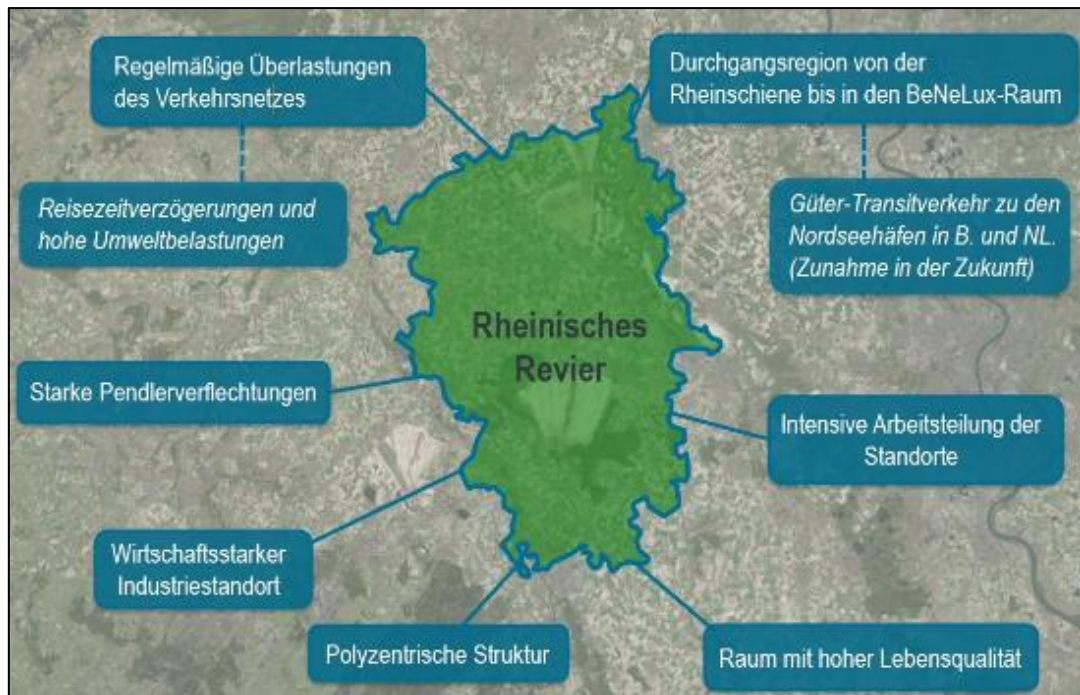 Regelmäßige Überlastungen
des Verkehrsnetzes
Durchgangsregion von der
Rheinschiene bis in den BeNeLux-Raum
Reisezeitverzögerungen und
hohe Umweltbelastungen
Güter-Transitverkehr zu den
Nordseehäfen in B. und NL.
(Zunahme in der Zukunft)
Rheinisches
Revier
Starke Pendlerverflechtungen
Intensive Arbeitsteilung der
Standorte
Wirtschaftsstarker
Industriestandort
Polyzentrische Struktur
Raum mit hoher Lebensqualität